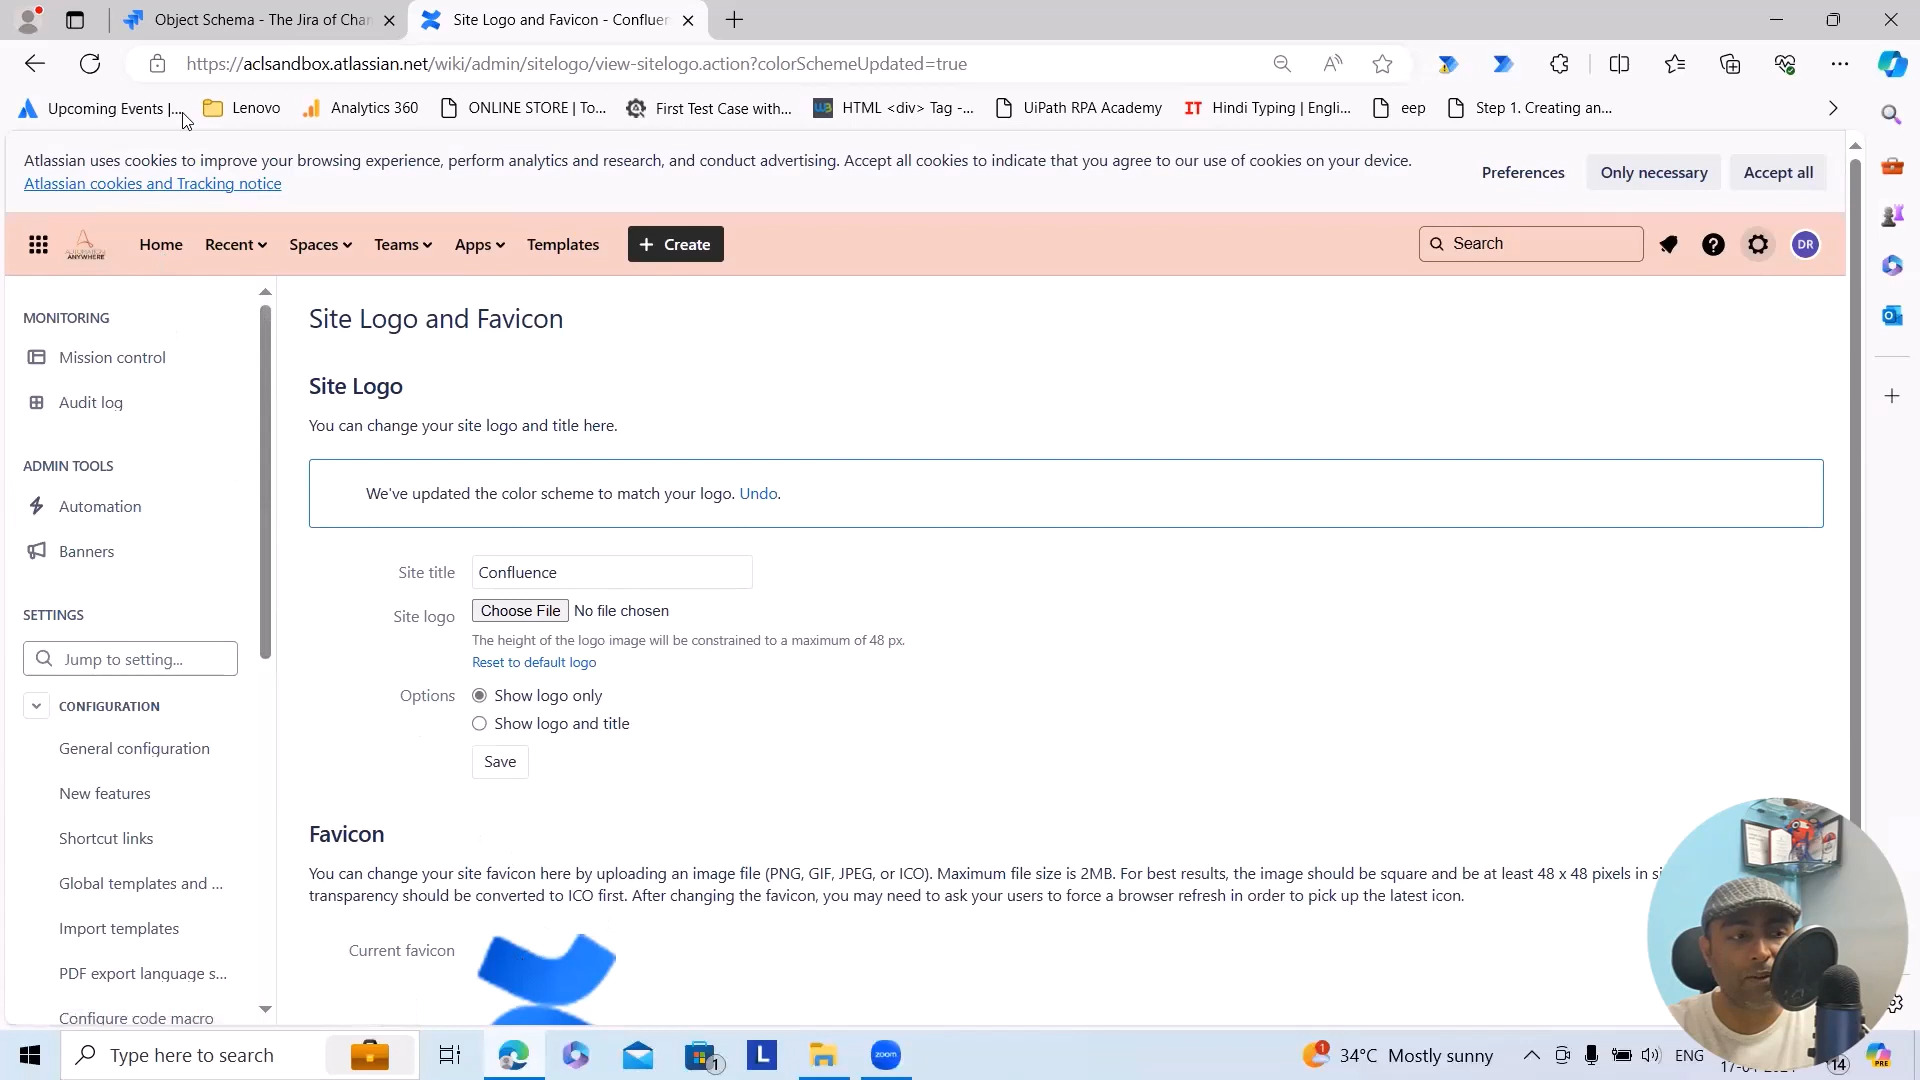 Object Schema - The Jira of Chan
Site Logo and Favicon - Confluen
https://aclsandbox.atlassian.net/wiki/admin/sitelogo/view-sitelogo.action?colorSchemeUpdated=true
Upcoming Events |...
Lenovo
Analytics 360
ONLINE STORE | To...
First Test Case with...
HTML <div> Tag -...
UiPath RPA Academy
IT
Hindi Typing | Engli...
eep
Step 1. Creating an...
Atlassian uses cookies to improve your browsing experience, perform analytics and research, and conduct advertising. Accept all cookies to indicate that you agree to our use of cookies on your device.
Atlassian cookies and Tracking notice
Preferences
Only necessary
Accept all
AUTOMATION
ANYWHERE
Home
Recent
Spaces
Teams
Apps
Templates
+ Create
Search
DR
MONITORING
Mission control
Audit log
ADMIN TOOLS
Automation
Banners
SETTINGS
Jump to setting...
CONFIGURATION
General configuration
New features
Shortcut links
Global templates and ...
Import templates
PDF export language s...
Configure code macro
Site Logo and Favicon
Site Logo
You can change your site logo and title here.
We've updated the color scheme to match your logo. Undo.
Site title
Confluence
Site logo
Choose File No file chosen
The height of the logo image will be constrained to a maximum of 48 px.
Reset to default logo
Options
Show logo only
Show logo and title
Save
Favicon
You can change your site favicon here by uploading an image file (PNG, GIF, JPEG, or ICO). Maximum file size is 2MB. For best results, the image should be square and be at least 48 x 48 pixels in si
transparency should be converted to ICO first. After changing the favicon, you may need to ask your users to force a browser refresh in order to pick up the latest icon.
Current favicon
Type here to search
1
L
zoom
1
34°C Mostly sunny
ENG
14
PRE